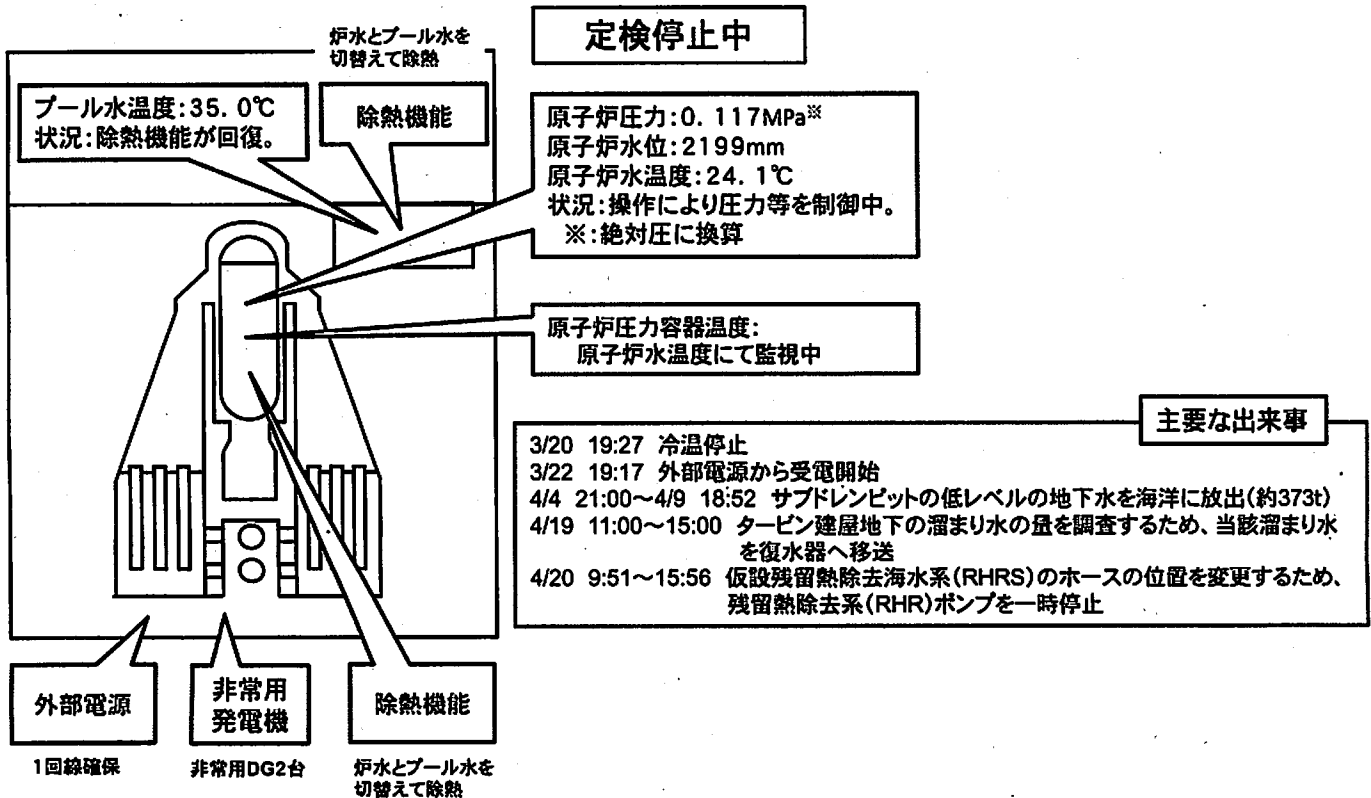 炉水とプール水を
切替えて除熱
定検停止中
プール水温度:35.0℃
状況:除熱機能が回復。
除熱機能
原子炉圧力:0.117MPa※
原子炉水位:2199mm
原子炉水温度:24.1℃
状況:操作により圧力等を制御中。
※:絶対圧に換算
原子炉圧力容器温度:
原子炉水温度にて監視中
主要な出来事
3/20 19:27 冷温停止
3/22 19:17 外部電源から受電開始
4/4 21:00～4/9 18:52 サブドレンピットの低レベルの地下水を海洋に放出(約373t)
4/19 11:00～15:00 タービン建屋地下の溜まり水の量を調査するため、当該溜まり水
を復水器へ移送
4/20 9:51～15:56 仮設残留熱除去海水系(RHRS)のホースの位置を変更するため、
残留熱除去系(RHR)ポンプを一時停止
外部電源
1回線確保
非常用
発電機
非常用DG2台
除熱機能
炉水とプール水を
切替えて除熱